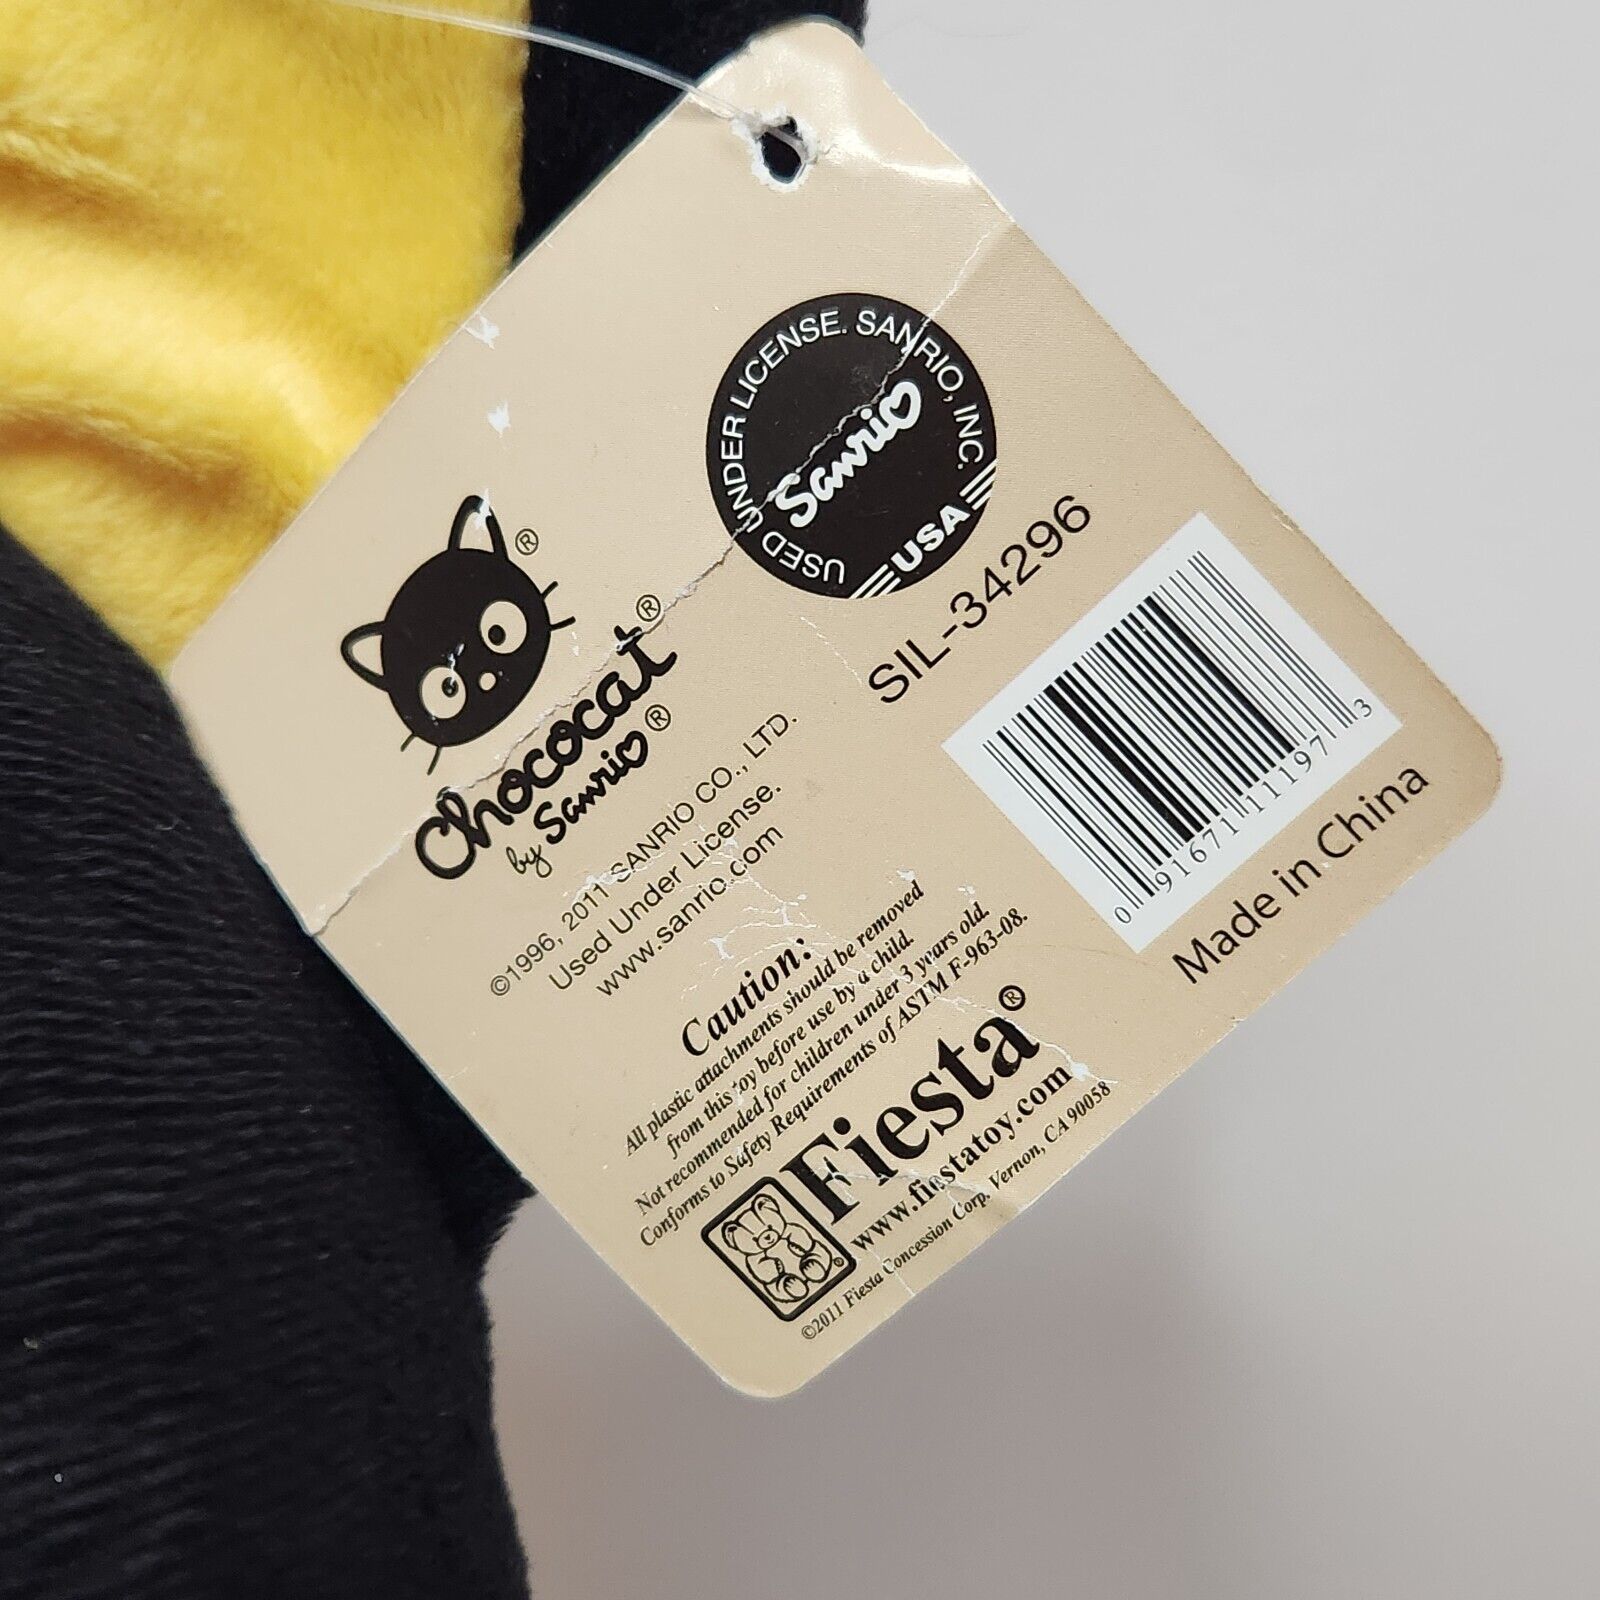 USED UNDER LICENSE. SANRIO, INC.
Sanrio
USA
SIL-34296
®
Chococat®
by Sanrio®
©1996, 2011 SANRIO CO., LTD.
Used Under License.
www.sanrio.com
0 91671 11197 3
Made in China
Caution:
All plastic attachments should be removed
from this toy before use by a child.
Not recommended for children under 3 years old.
Conforms to Safety Requirements of ASTM F-963-08.
Fiesta®
www.fiestatoy.com
©2011 Fiesta Concession Corp. Vernon, CA 90058